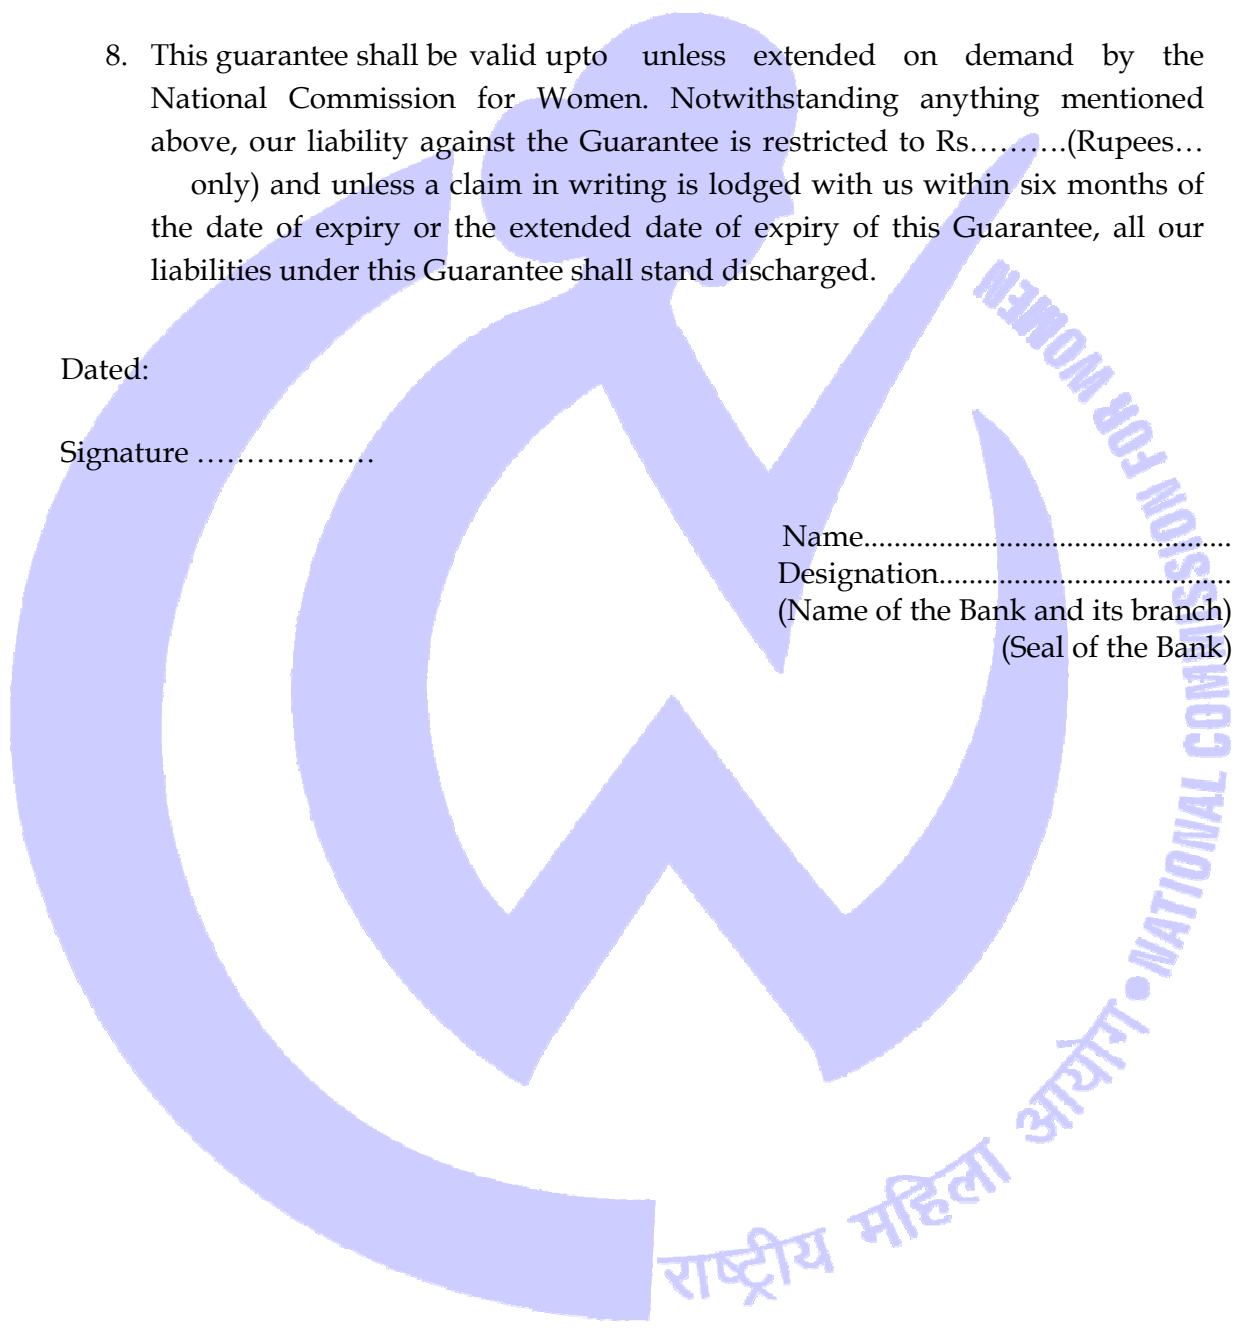 8. This guarantee shall be valid upto unless extended on demand by the
National Commission for Women. Notwithstanding anything mentioned
above, our liability against the Guarantee is restricted to Rs……….(Rupees…
only) and unless a claim in writing is lodged with us within six months of
the date of expiry or the extended date of expiry of this Guarantee, all our
liabilities under this Guarantee shall stand discharged.
Dated:
Signature ………………
Name................................................
Designation......................................
(Name of the Bank and its branch)
(Seal of the Bank)
राष्ट्रीय महिला आयोग•NATIONAL COMMISSION FOR WOMEN